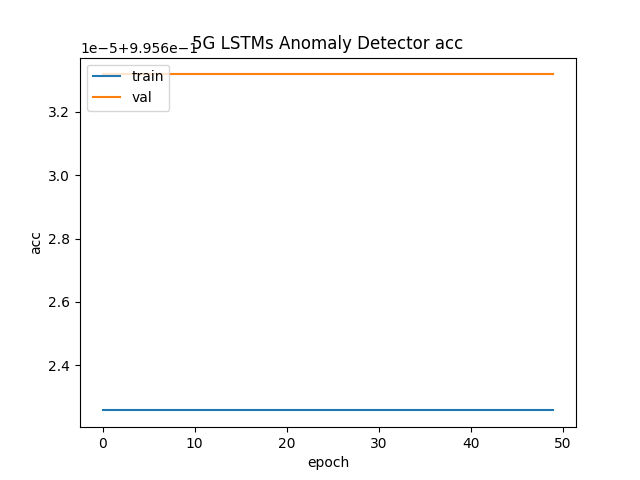 1e−5+9.956e−1
5G LSTMs Anomaly Detector acc
train
val
3.2
3.0
2.8
2.6
2.4
acc
0 10 20 30 40 50
epoch